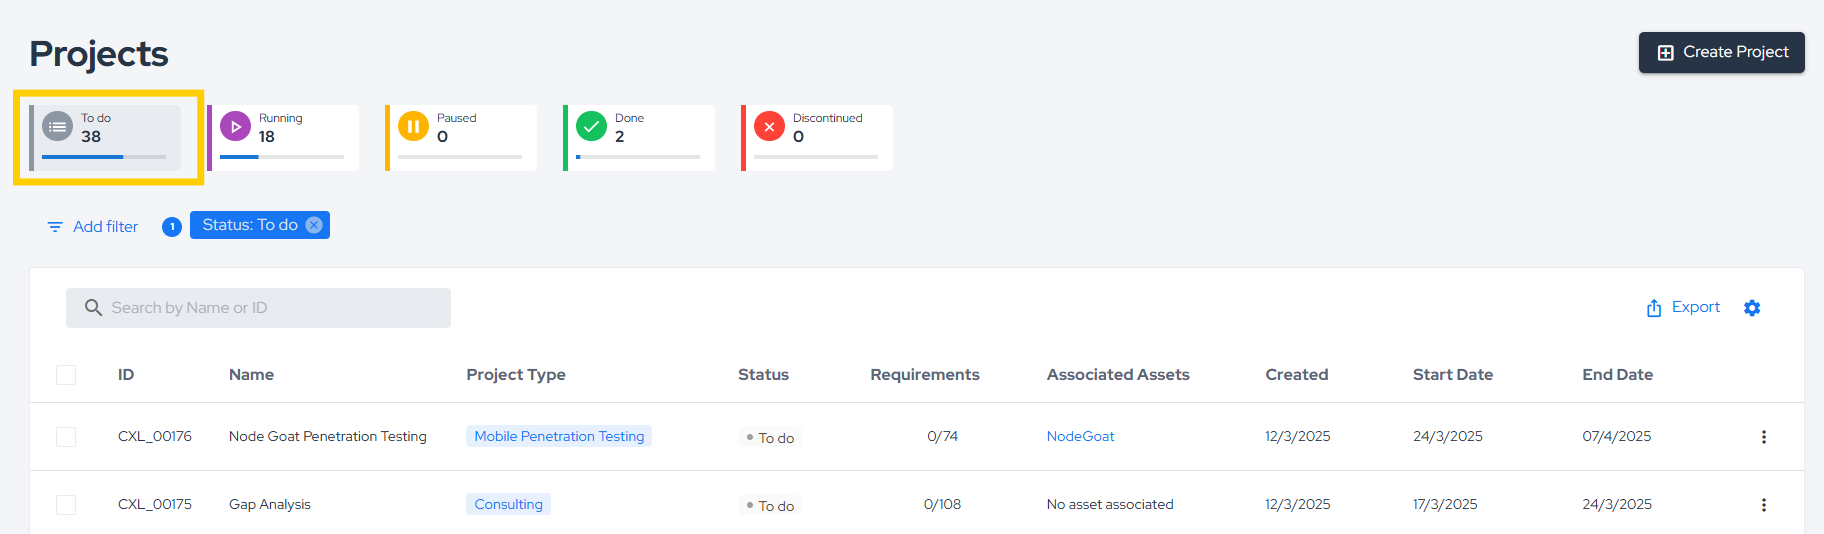 Projects
Create Project
To do
38
Running
18
Paused
0
Done
2
Discontinued
0
Add filter
1
Status: To do
Search by Name or ID
Export
ID Name Project Type Status Requirements Associated Assets Created Start Date End Date
CXL_00176 Node Goat Penetration Testing Mobile Penetration Testing To do 0/74 NodeGoat 12/3/2025 24/3/2025 07/4/2025
CXL_00175 Gap Analysis Consulting To do 0/108 No asset associated 12/3/2025 17/3/2025 24/3/2025